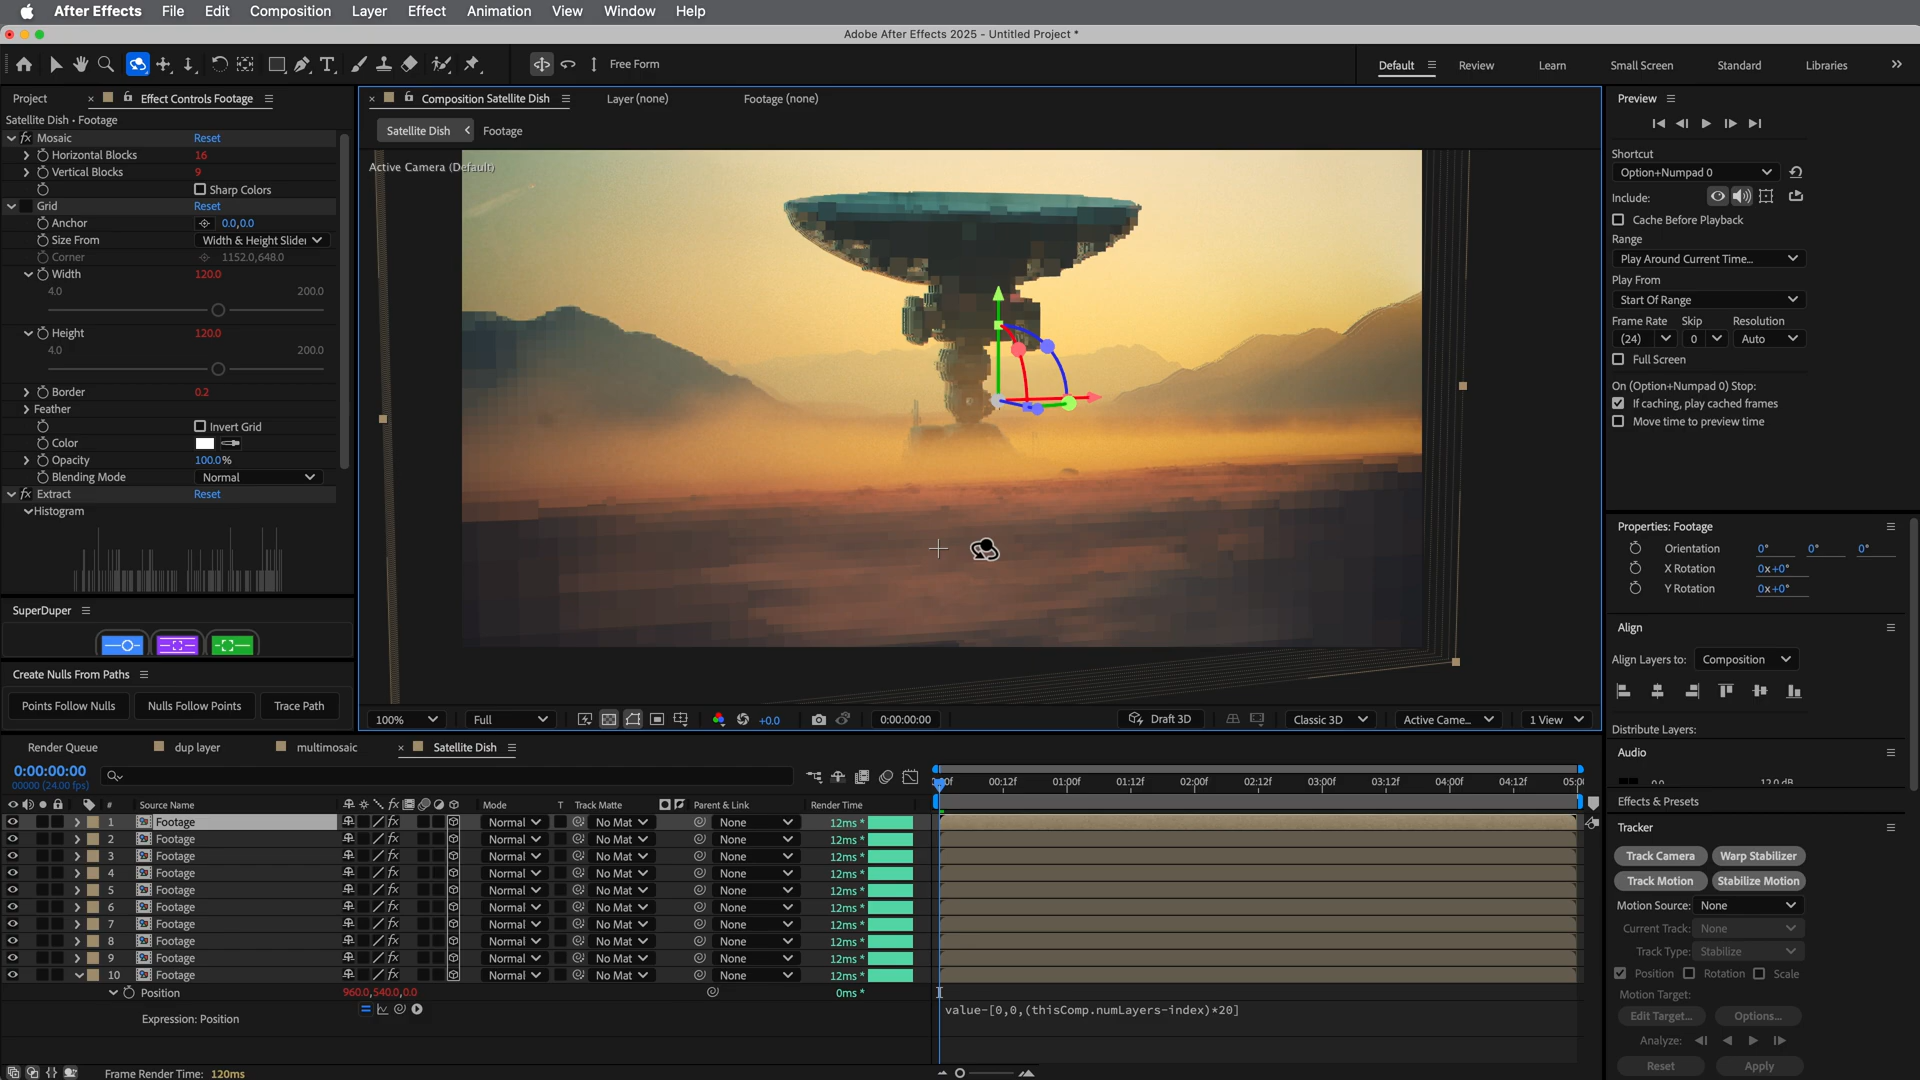 After Effects File Edit Composition Layer Effect Animation View Window Help
Adobe After Effects 2025 - Untitled Project *
Free Form
Default Review Learn Small Screen Standard Libraries
Project Effect Controls Footage
Satellite Dish • Footage
Mosaic Reset
Horizontal Blocks 16
Vertical Blocks 9
Sharp Colors
Grid Reset
Anchor 0.0,0.0
Size From Width & Height Slider
Corner 1152.0,648.0
Width 120.0
4.0 200.0
Height 120.0
4.0 200.0
Border 0.2
Feather
Invert Grid
Color
Opacity 100.0%
Blending Mode Normal
Extract Reset
Histogram
SuperDuper
Create Nulls From Paths
Points Follow Nulls Nulls Follow Points Trace Path
Composition Satellite Dish Layer (none) Footage (none)
Satellite Dish Footage
Active Camera (Default)
100% Full +0.0 0:00:00:00 Draft 3D Classic 3D Active Came... 1 View
Preview
Shortcut
Option+Numpad 0
Include:
Cache Before Playback
Range
Play Around Current Time...
Play From
Start Of Range
Frame Rate Skip Resolution
(24) 0 Auto
Full Screen
On (Option+Numpad 0) Stop:
If caching, play cached frames
Move time to preview time
Properties: Footage
Orientation 0° 0° 0°
X Rotation 0x+0°
Y Rotation 0x+0°
Align
Align Layers to: Composition
Distribute Layers:
Audio
0.0 12.0 dB
Effects & Presets
Tracker
Track Camera Warp Stabilizer
Track Motion Stabilize Motion
Motion Source: None
Current Track: None
Track Type: Stabilize
Position Rotation Scale
Motion Target:
Edit Target... Options...
Analyze:
Reset Apply
Render Queue dup layer multimosaic Satellite Dish
0:00:00:00
00000 (24.00 fps)
00:12f 01:00f 01:12f 02:00f 02:12f 03:00f 03:12f 04:00f 04:12f
# Source Name fx Mode T Track Matte Parent & Link Render Time
1 Footage fx Normal No Mat None 12ms *
2 Footage fx Normal No Mat None 12ms *
3 Footage fx Normal No Mat None 12ms *
4 Footage fx Normal No Mat None 12ms *
5 Footage fx Normal No Mat None 12ms *
6 Footage fx Normal No Mat None 12ms *
7 Footage fx Normal No Mat None 12ms *
8 Footage fx Normal No Mat None 12ms *
9 Footage fx Normal No Mat None 12ms *
10 Footage fx Normal No Mat None 12ms *
Position 960.0,540.0,0.0 0ms *
Expression: Position
value-[0,0,(thisComp.numLayers-index)*20]
Frame Render Time: 120ms